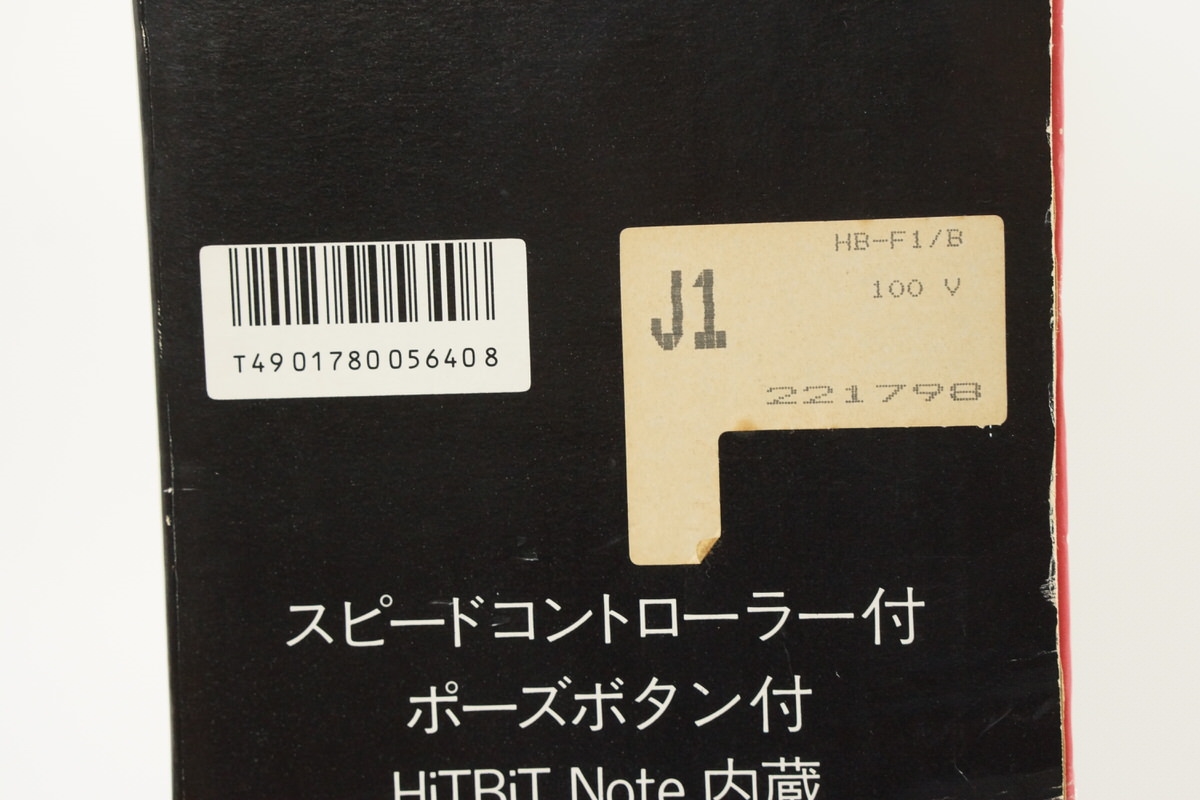 T4901780056408
HB-F1/B
J1
100 V
221798
スピードコントローラー付
ポーズボタン付
HiTBiT Note 内蔵